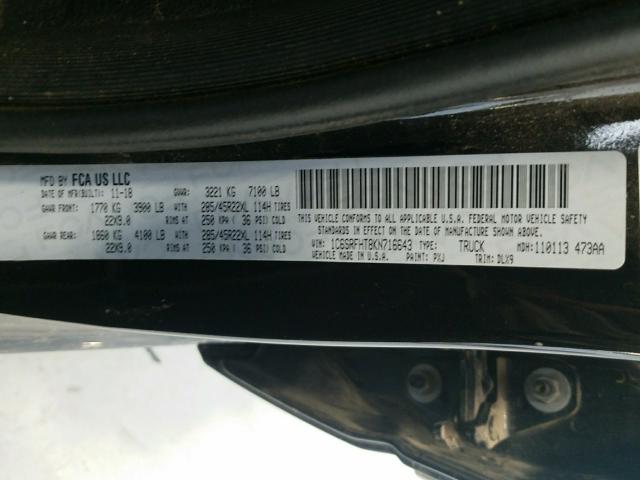 MFD BY FCA US LLC
DATE OF MFR(BUILT): 11-18 GVWR: 3221 KG 7100 LB
GAWR FRONT: 1770 KG 3900 LB WITH 285/45R22XL 114H TIRES
22X9.0 RIMS AT 250 KPA ( 36 PSI) COLD
GAWR REAR: 1860 KG 4100 LB WITH 285/45R22XL 114H TIRES
22X9.0 RIMS AT 250 KPA ( 36 PSI) COLD
THIS VEHICLE CONFORMS TO ALL APPLICABLE U.S.A. FEDERAL MOTOR VEHICLE SAFETY
STANDARDS IN EFFECT ON THE DATE OF MANUFACTURE SHOWN ABOVE.
VIN: 1C6SRFHT8KN716643 TYPE: TRUCK MDH: 110113 473AA
VEHICLE MADE IN U.S.A. PAINT: PXJ TRIM: DLX9